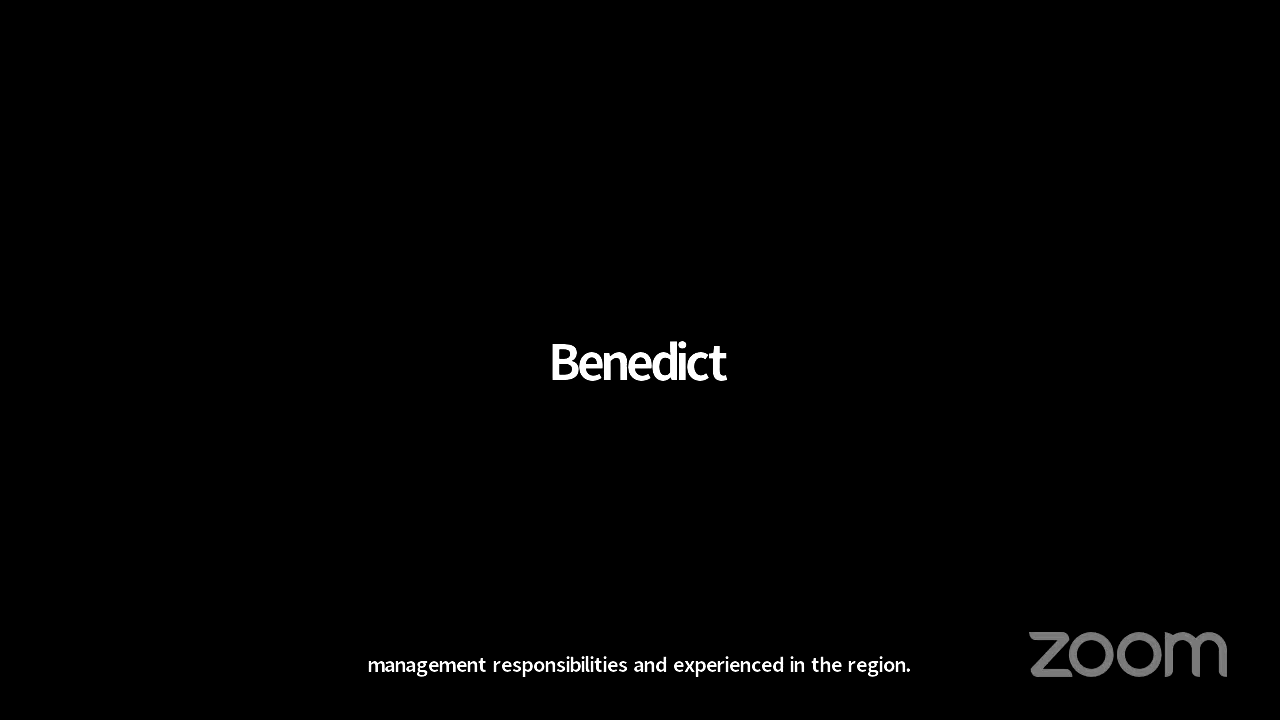 Benedict
management responsibilities and experienced in the region.
zoom